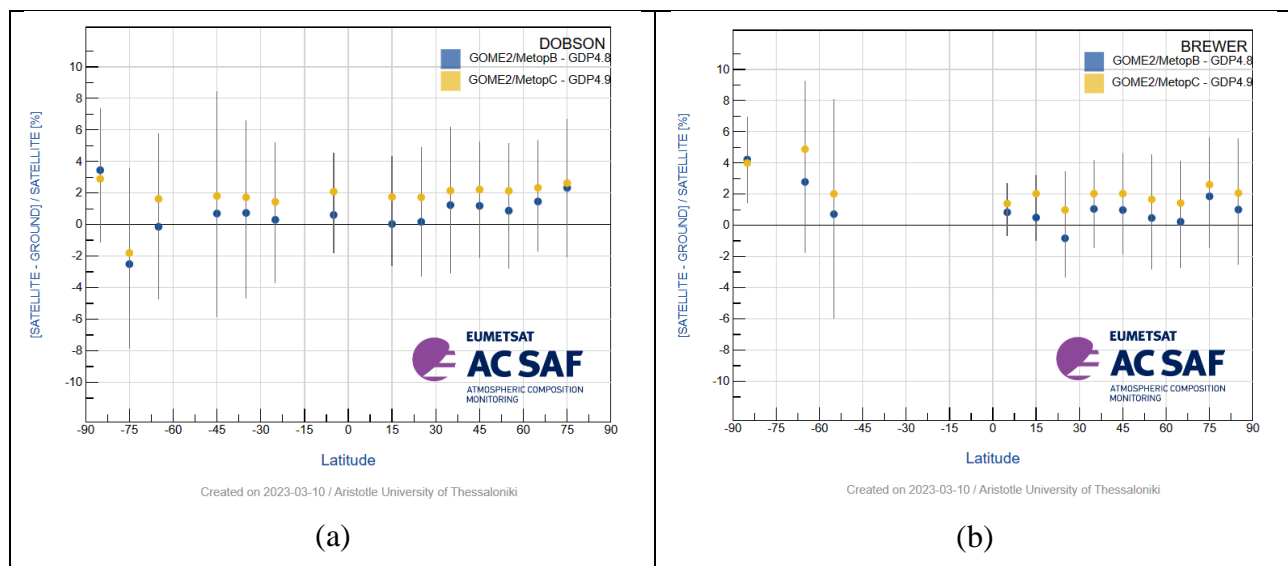 DOBSON
GOME2/MetopB - GDP4.8
GOME2/MetopC - GDP4.9
[SATELLITE - GROUND] / SATELLITE [%]
10
8
6
4
2
0
-2
-4
-6
-8
-10
EUMETSAT
AC SAF
ATMOSPHERIC COMPOSITION
MONITORING
-90 -75 -60 -45 -30 -15 0 15 30 45 60 75 90
Latitude
Created on 2023-03-10 / Aristotle University of Thessaloniki
(a)
BREWER
GOME2/MetopB - GDP4.8
GOME2/MetopC - GDP4.9
[SATELLITE - GROUND] / SATELLITE [%]
10
8
6
4
2
0
-2
-4
-6
-8
-10
EUMETSAT
AC SAF
ATMOSPHERIC COMPOSITION
MONITORING
-90 -75 -60 -45 -30 -15 0 15 30 45 60 75 90
Latitude
Created on 2023-03-10 / Aristotle University of Thessaloniki
(b)